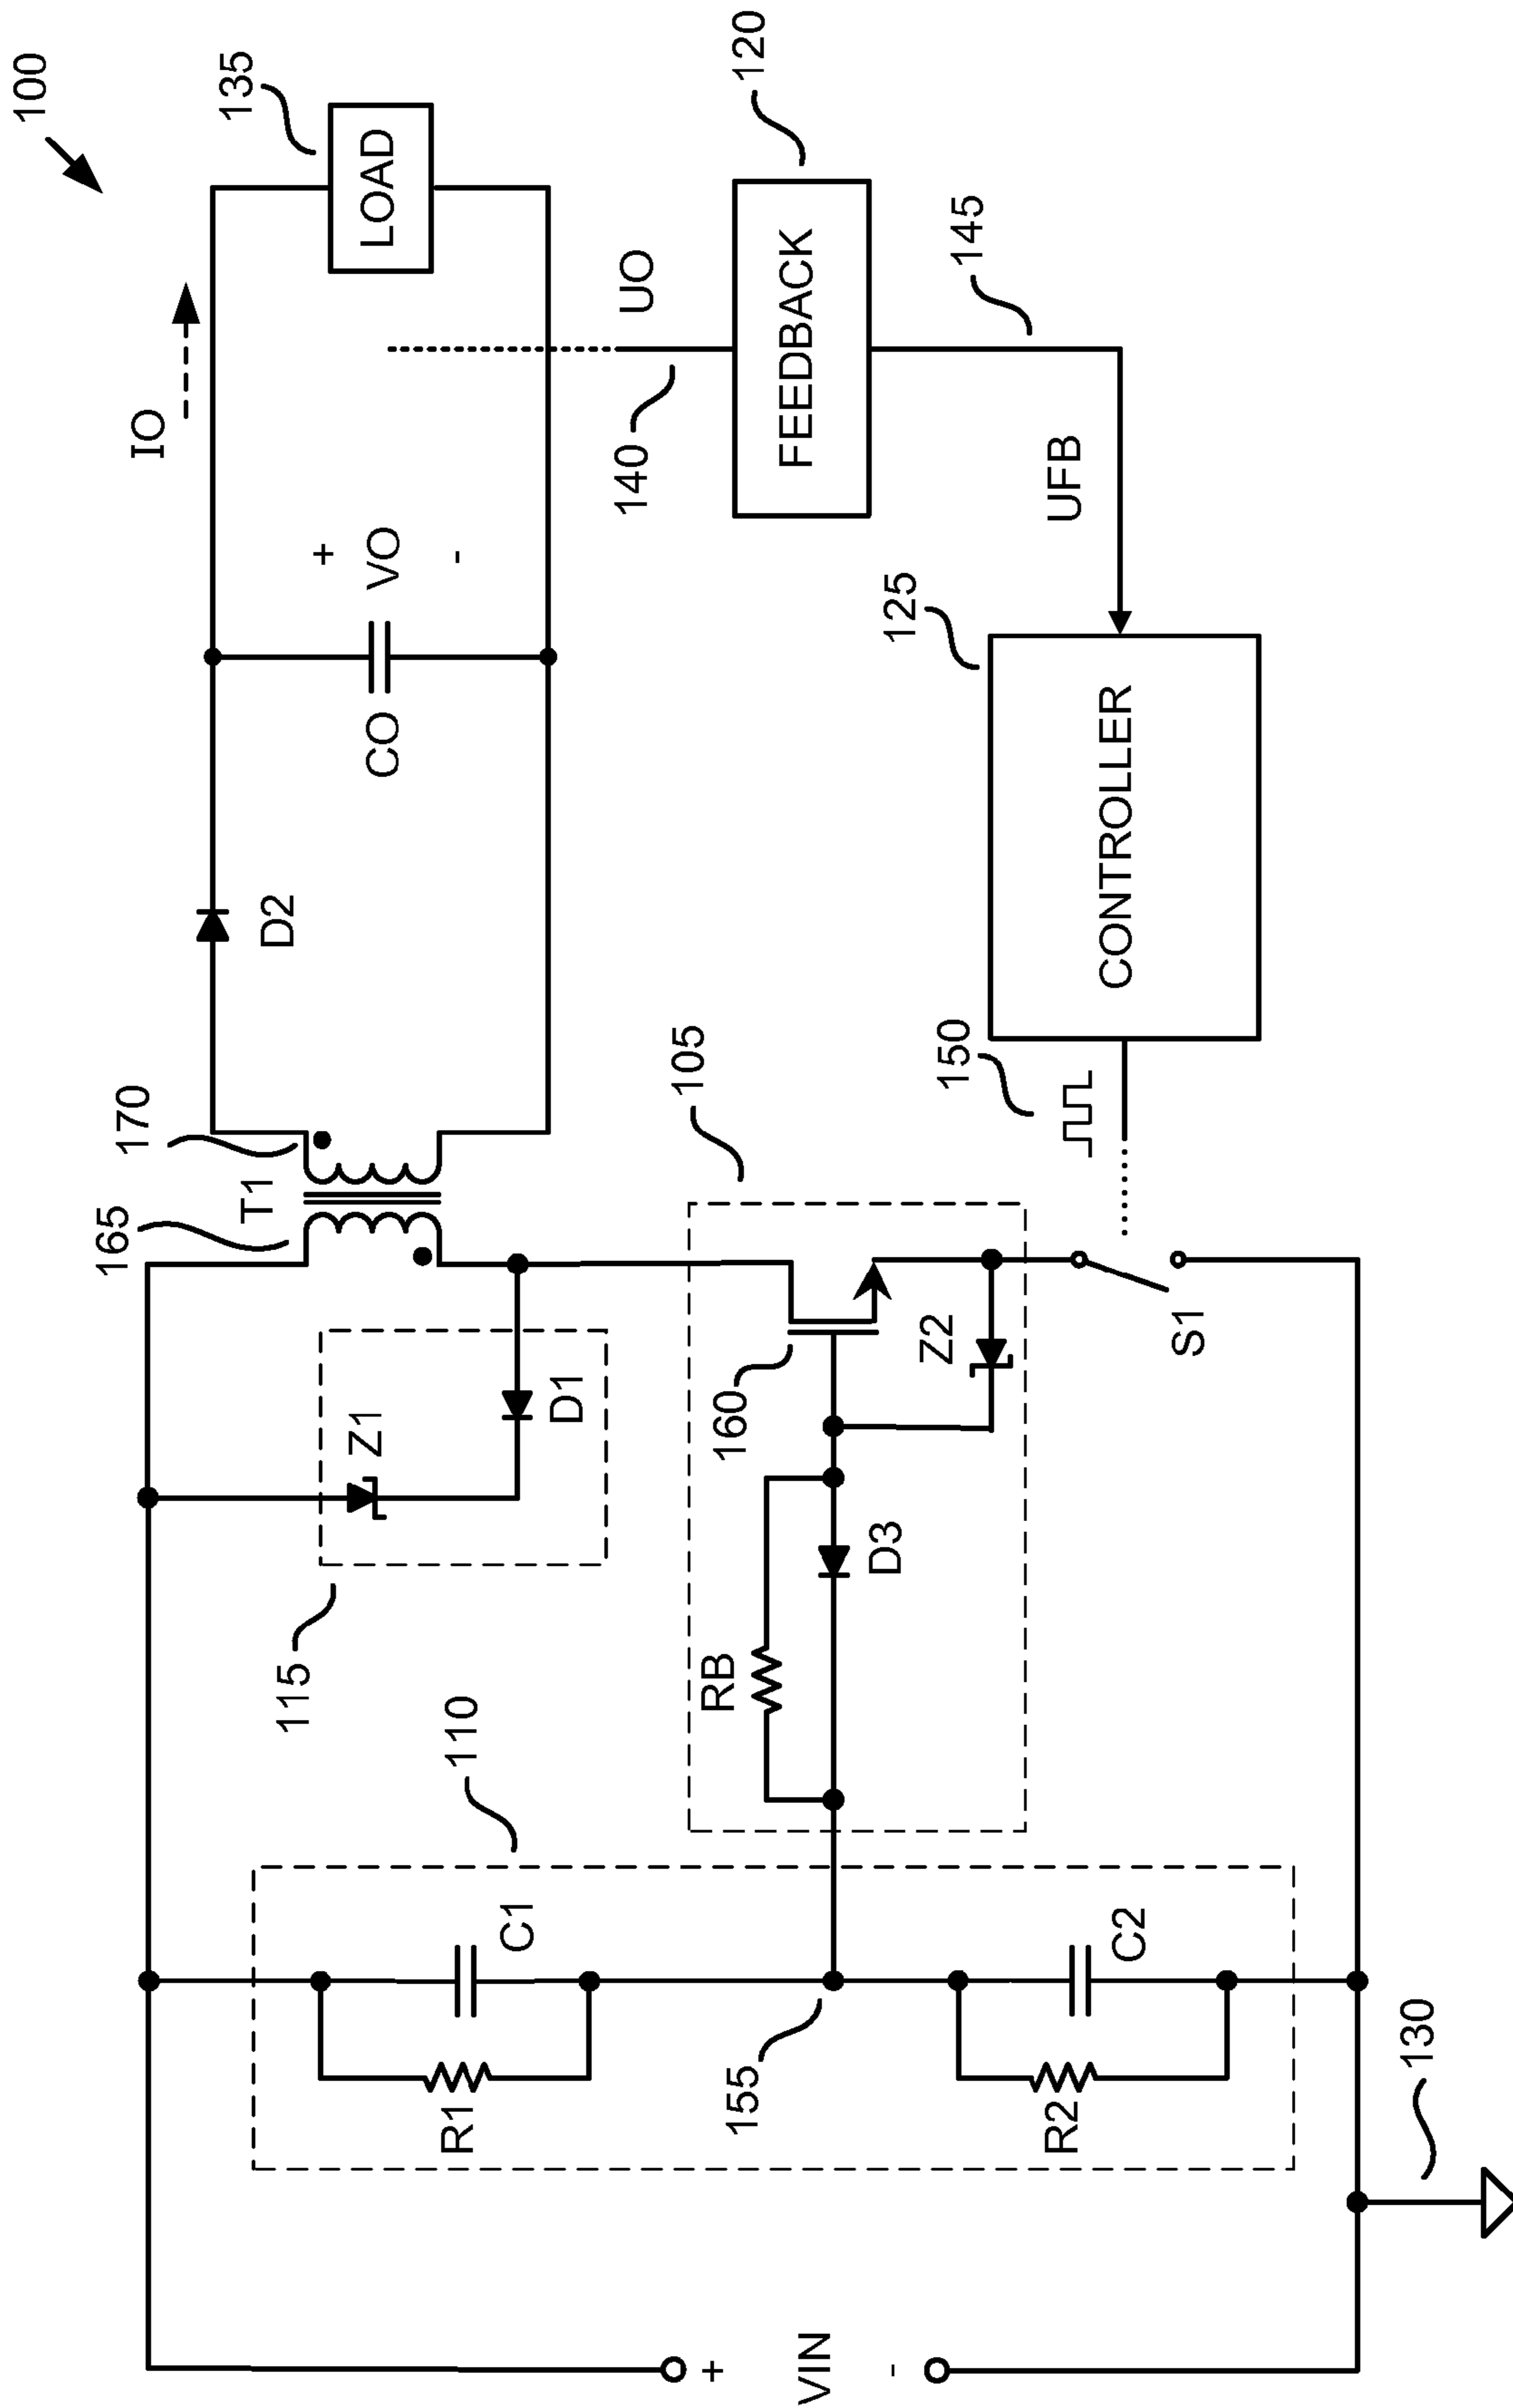 100
IO
135
LOAD
165
T1
170
D2
CO
+
VO
-
UO
140
120
FEEDBACK
145
UFB
125
CONTROLLER
150
115
Z1
D1
110
R1
C1
105
RB
D3
160
Z2
S1
155
R2
C2
+
VIN
-
130